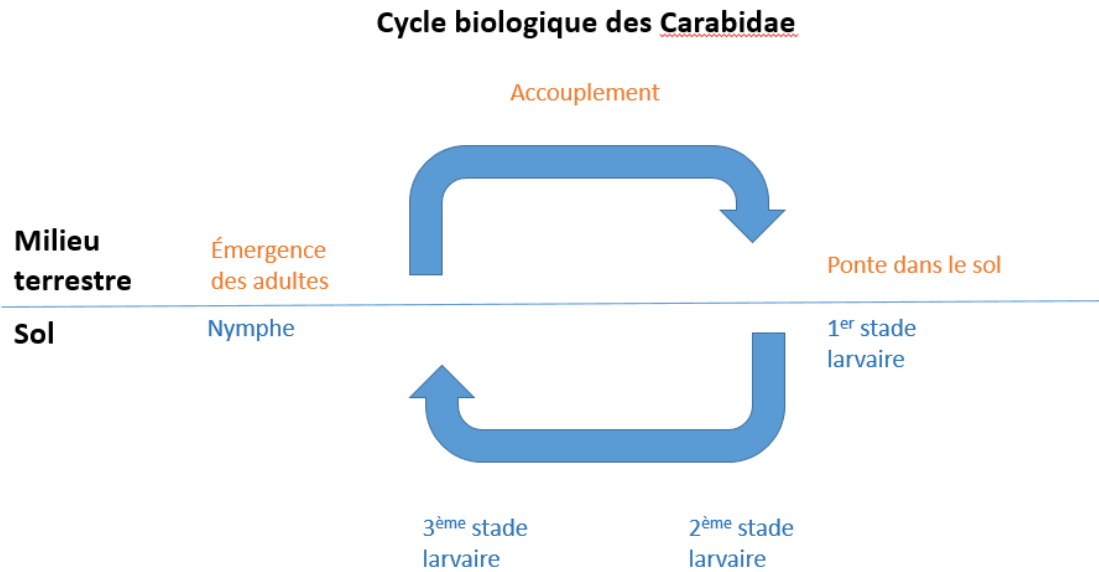 Cycle biologique des Carabidae
Accouplement
Milieu
terrestre
Émergence
des adultes
Ponte dans le sol
Sol
Nymphe
1er stade
larvaire
3ème stade
larvaire
2ème stade
larvaire